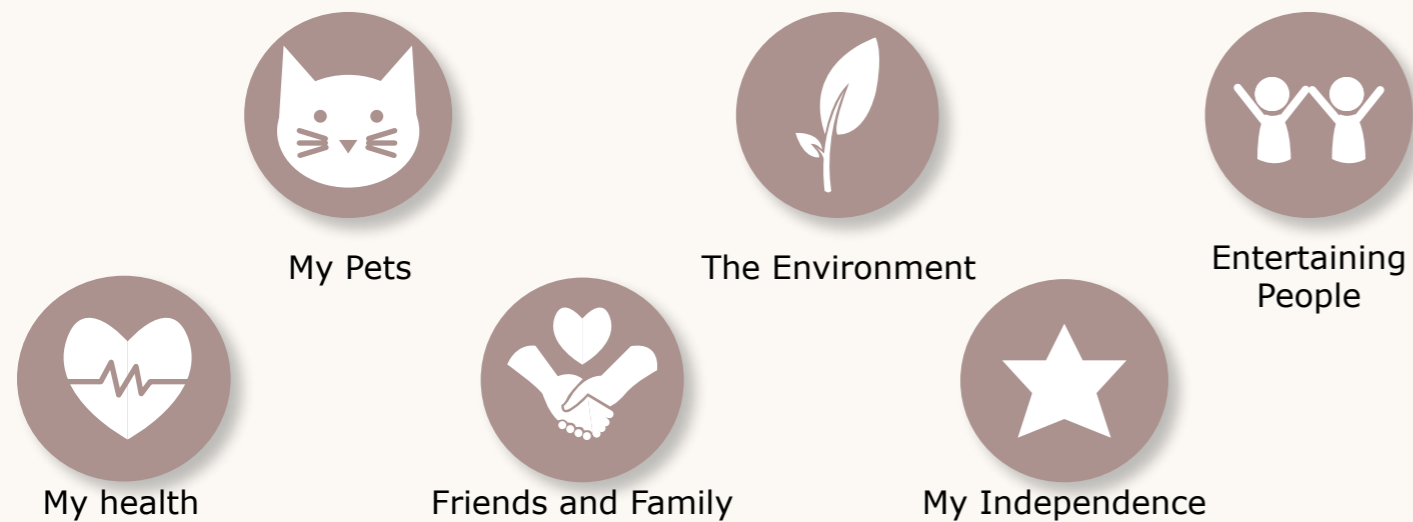 My Pets
The Environment
Entertaining
People
My health
Friends and Family
My Independence